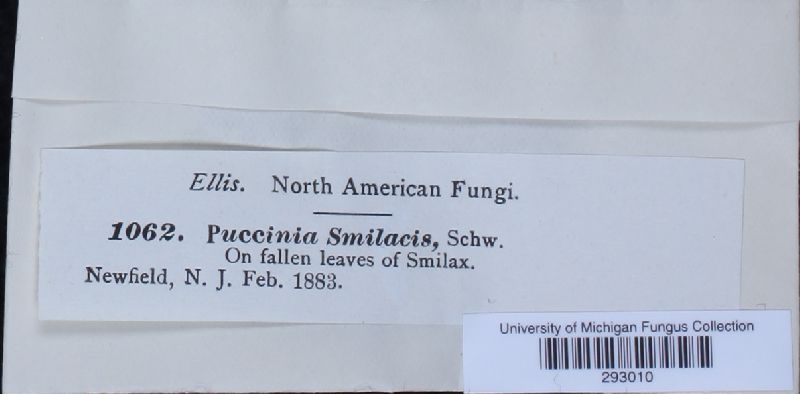 Ellis. North American Fungi.
1062. Puccinia Smilacis, Schw.
On fallen leaves of Smilax.
Newfield, N. J. Feb. 1883.
University of Michigan Fungus Collection
293010